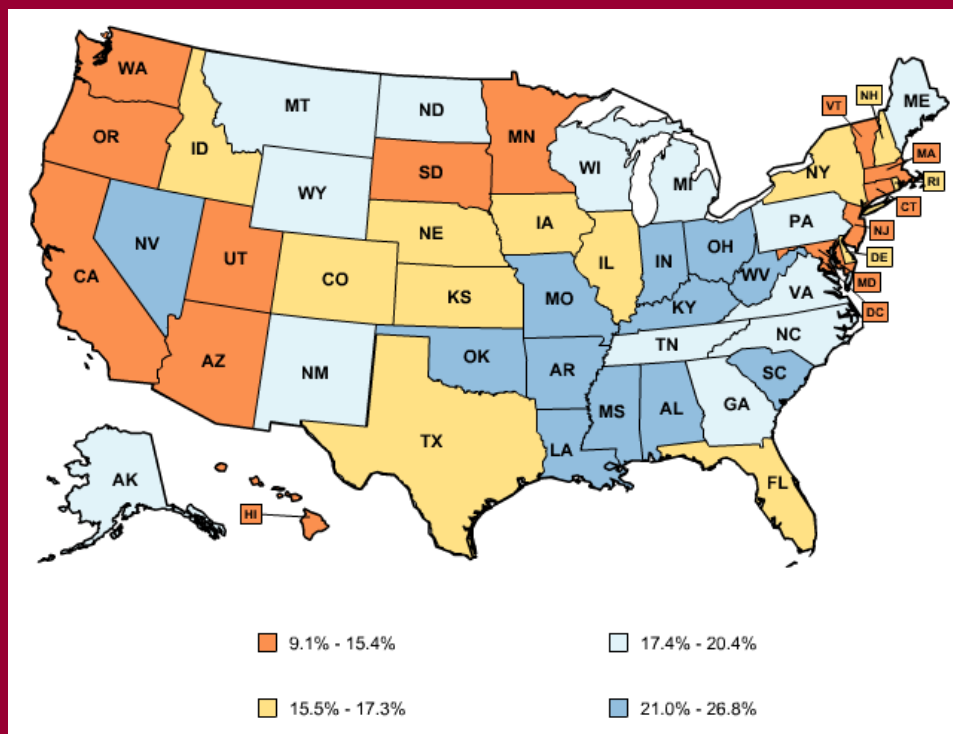 WA
MT
ND
MN
VT
NH
ME
OR
ID
SD
WI
MI
NY
MA
RI
WY
CT
NE
IA
PA
NJ
NV
UT
IL
IN
OH
DE
CA
CO
WV
MD
KS
MO
KY
VA
DC
AZ
OK
TN
NC
NM
AR
SC
MS
AL
GA
TX
LA
AK
FL
HI
9.1% - 15.4%
17.4% - 20.4%
15.5% - 17.3%
21.0% - 26.8%